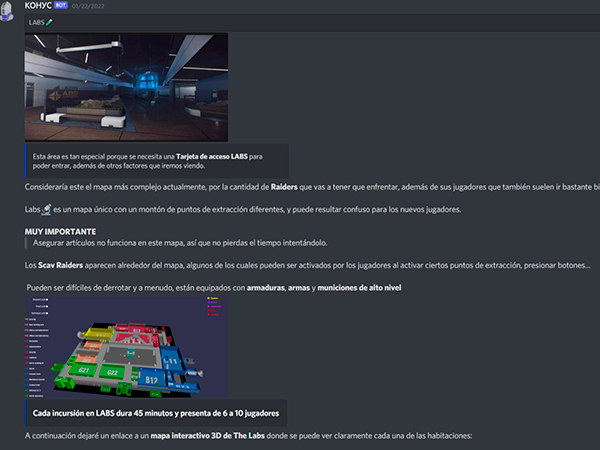 КОНУС BOT 01/22/2022
LABS
Esta área es tan especial porque se necesita una Tarjeta de acceso LABS para
poder entrar, además de otros factores que iremos viendo.
Consideraría este el mapa más complejo actualmente, por la cantidad de Raiders que vas a tener que enfrentar, además de sus jugadores que también suelen ir bastante bi
Labs es un mapa único con un montón de puntos de extracción diferentes, y puede resultar confuso para los nuevos jugadores.
MUY IMPORTANTE
Asegurar artículos no funciona en este mapa, así que no pierdas el tiempo intentándolo.
Los Scav Raiders aparecen alrededor del mapa, algunos de los cuales pueden ser activados por los jugadores al activar ciertos puntos de extracción, presionar botones...
Pueden ser difíciles de derrotar y a menudo, están equipados con armaduras, armas y municiones de alto nivel
L11
G21
G22
B12
Cada incursión en LABS dura 45 minutos y presenta de 6 a 10 jugadores
A continuación dejaré un enlace a un mapa interactivo 3D de The Labs donde se puede ver claramente cada una de las habitaciones: